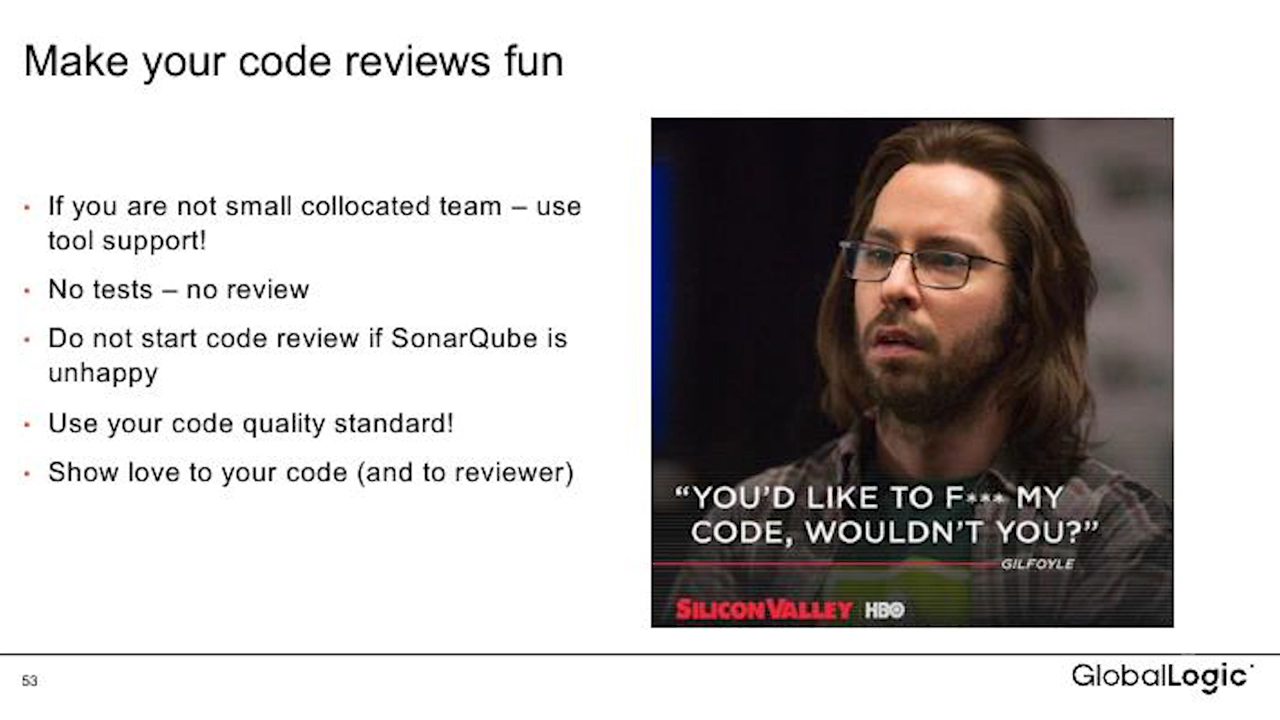 Make your code reviews fun
• If you are not small collocated team – use
tool support!
• No tests – no review
• Do not start code review if SonarQube is
unhappy
• Use your code quality standard!
• Show love to your code (and to reviewer)
“YOU’D LIKE TO F*** MY
CODE, WOULDN’T YOU?”
GILFOYLE
SILICON VALLEY HBO
53
GlobalLogic